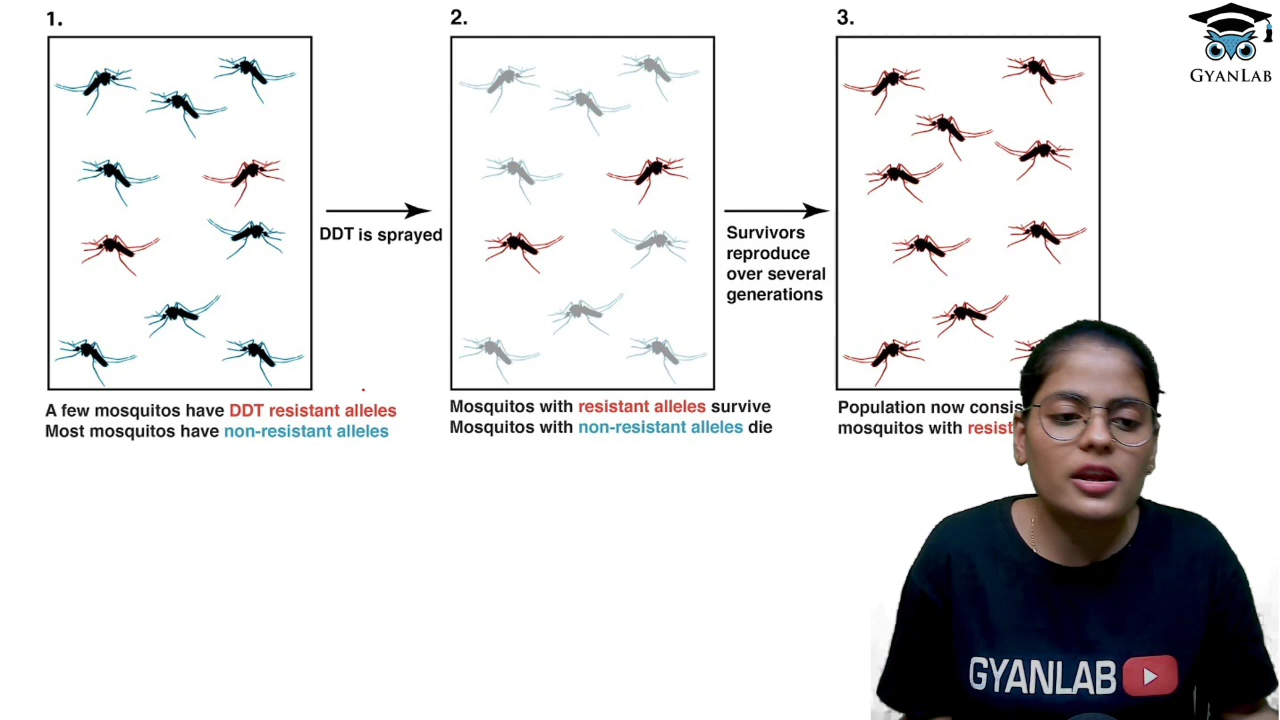 1.
2.
3.
GYANLAB
DDT is sprayed
Survivors
reproduce
over several
generations
A few mosquitos have DDT resistant alleles
Most mosquitos have non-resistant alleles
Mosquitos with resistant alleles survive
Mosquitos with non-resistant alleles die
Population now
mosquitos with
GYANLAB